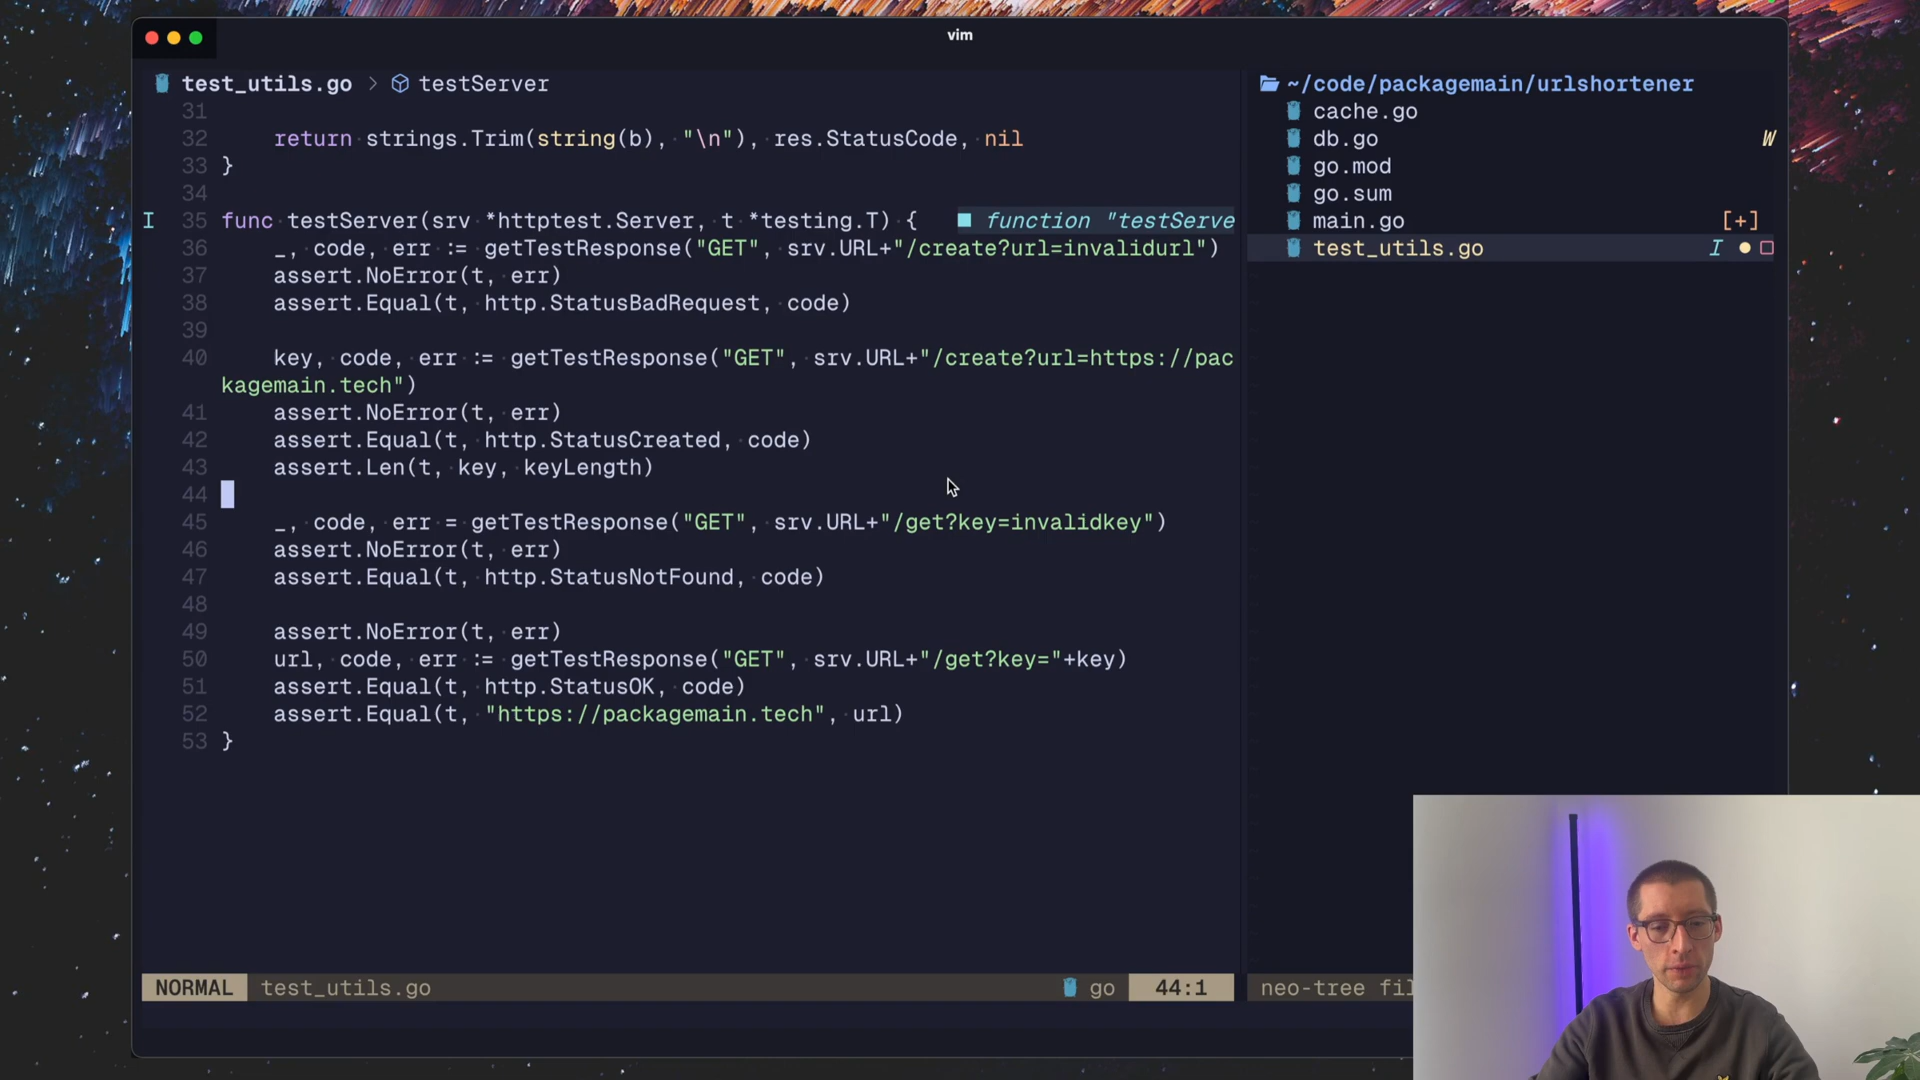 vim
test_utils.go > testServer
31
32 return strings.Trim(string(b), "\n"), res.StatusCode, nil
33 }
34
I 35 func testServer(srv *httptest.Server, t *testing.T) { ■ function "testServe
36 _, code, err := getTestResponse("GET", srv.URL+"/create?url=invalidurl")
37 assert.NoError(t, err)
38 assert.Equal(t, http.StatusBadRequest, code)
39
40 key, code, err := getTestResponse("GET", srv.URL+"/create?url=https://pac
kagemain.tech")
41 assert.NoError(t, err)
42 assert.Equal(t, http.StatusCreated, code)
43 assert.Len(t, key, keyLength)
44
45 _, code, err = getTestResponse("GET", srv.URL+"/get?key=invalidkey")
46 assert.NoError(t, err)
47 assert.Equal(t, http.StatusNotFound, code)
48
49 assert.NoError(t, err)
50 url, code, err := getTestResponse("GET", srv.URL+"/get?key="+key)
51 assert.Equal(t, http.StatusOK, code)
52 assert.Equal(t, "https://packagemain.tech", url)
53 }
NORMAL test_utils.go go 44:1
~/code/packagemain/urlshortener
cache.go
db.go W
go.mod
go.sum
main.go [+]
test_utils.go I
neo-tree fil